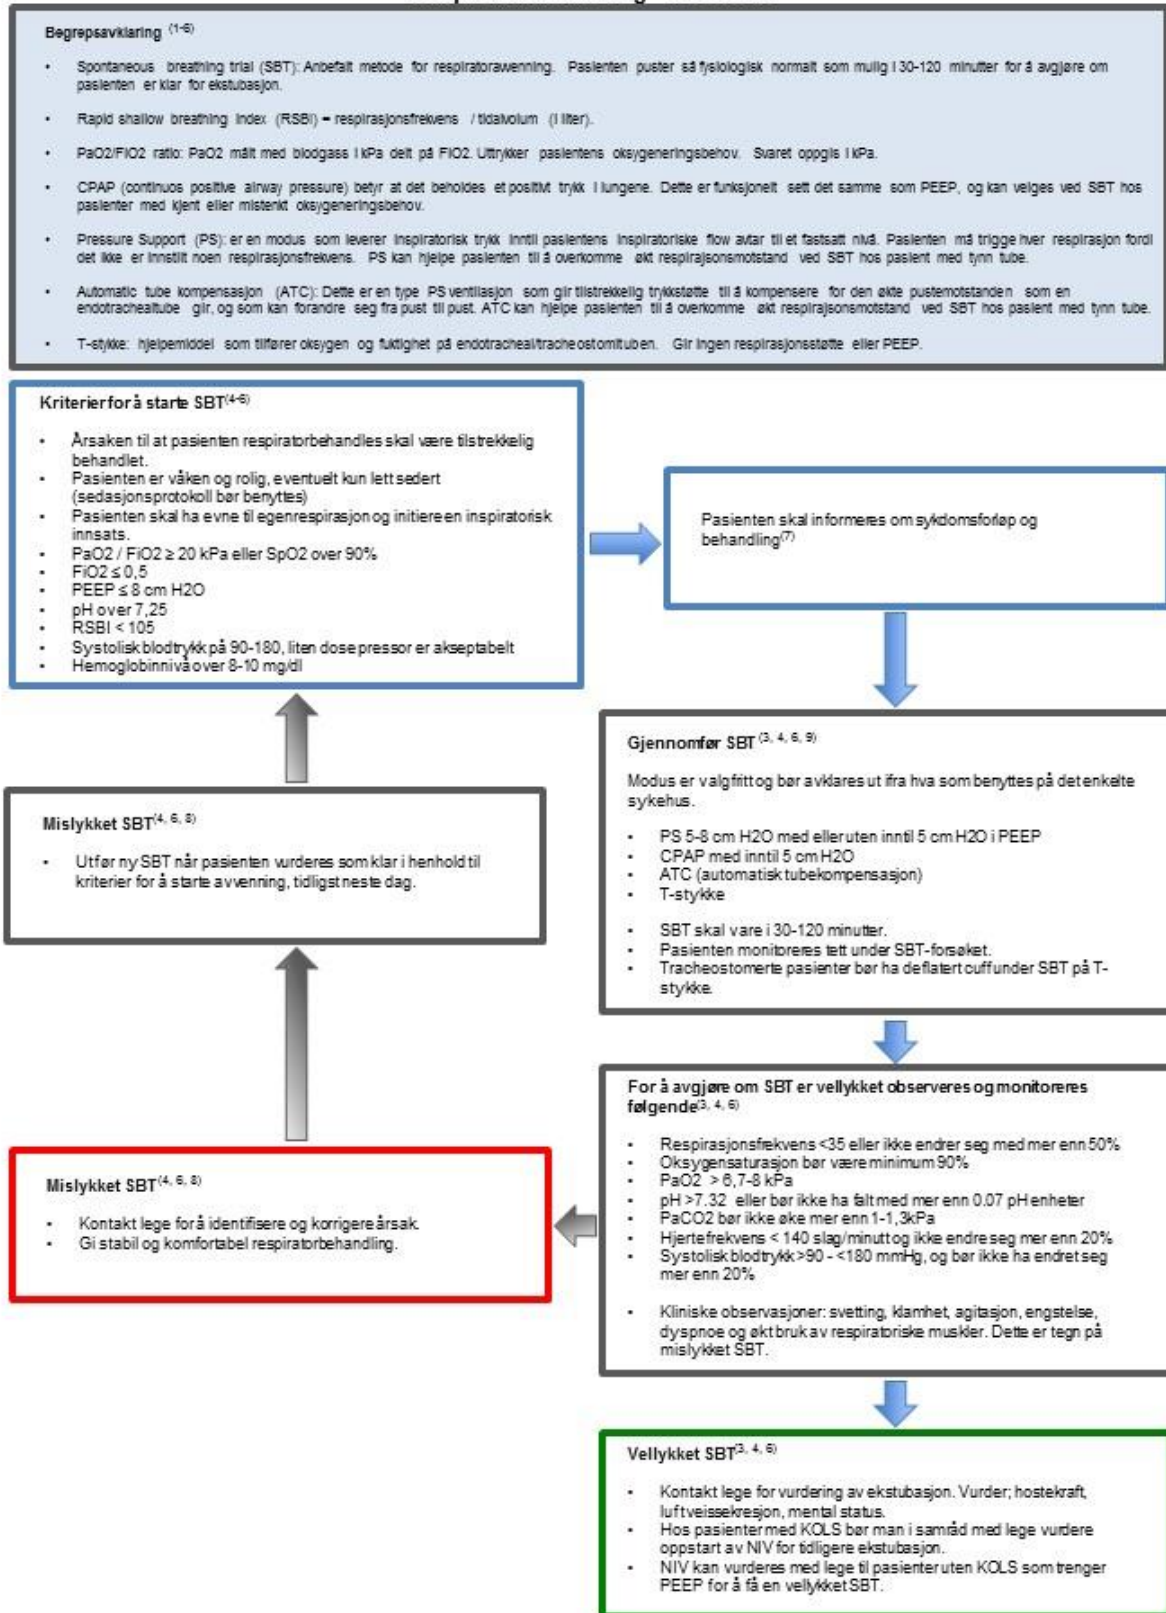 Begrepsavklaring (1-6)
• Spontaneous breathing trial (SBT): Anbefalt metode for respiratoravvenning. Pasienten puster så fysiologisk normalt som mulig i 30-120 minutter for å avgjøre om
pasienten er klar for ekstubasjon.
• Rapid shallow breathing index (RSBI) = respirasjonsfrekvens / tidalvolum (i liter).
• PaO2/FiO2 ratio: PaO2 målt med blodgass i kPa delt på FiO2. Uttrykker pasientens oksygeneringsbehov. Svaret oppgis i kPa.
• CPAP (continuos positive airway pressure) betyr at det beholdes et positivt trykk i lungene. Dette er funksjonelt sett det samme som PEEP, og kan velges ved SBT hos
pasienter med kjent eller mistenkt oksygeneringsbehov.
• Pressure Support (PS): er en modus som leverer inspiratorisk trykk inntil pasientens inspiratoriske flow avtar til et fastsatt nivå. Pasienten må trigge hver respirasjon fordi
det ikke er innstilt noen respirasjonsfrekvens. PS kan hjelpe pasienten til å overkomme økt respirajsonsmotstand ved SBT hos pasient med tynn tube.
• Automatic tube kompensasjon (ATC): Dette er en type PS ventilasjon som gir tilstrekkelig trykkstøtte til å kompensere for den økte pustemotstanden som en
endotrachealtube gir, og som kan forandre seg fra pust til pust. ATC kan hjelpe pasienten til å overkomme økt respirajsonsmotstand ved SBT hos pasient med tynn tube.
• T-stykke: hjelpemiddel som tilfører oksygen og fuktighet på endotracheal/tracheostomituben. Gir ingen respirasjonsstøtte eller PEEP.
Kriterier for å starte SBT(4-6)
• Årsaken til at pasienten respiratorbehandles skal være tilstrekkelig
behandlet.
• Pasienten er våken og rolig, eventuelt kun lett sedert
(sedasjonsprotokoll bør benyttes)
• Pasienten skal ha evne til egenrespirasjon og initiere en inspiratorisk
innsats.
• PaO2 / FiO2 ≥ 20 kPa eller SpO2 over 90%
• FiO2 ≤ 0,5
• PEEP ≤ 8 cm H2O
• pH over 7,25
• RSBI < 105
• Systolisk blodtrykk på 90-180, liten dose pressor er akseptabelt
• Hemoglobinnivå over 8-10 mg/dl
Pasienten skal informeres om sykdomsforløp og
behandling(7)
Gjennomfør SBT (3, 4, 6, 9)
Modus er valgfritt og bør avklares ut ifra hva som benyttes på det enkelte
sykehus.
• PS 5-8 cm H2O med eller uten inntil 5 cm H2O i PEEP
• CPAP med inntil 5 cm H2O
• ATC (automatisk tubekompensasjon)
• T-stykke
• SBT skal vare i 30-120 minutter.
• Pasienten monitoreres tett under SBT-forsøket.
• Tracheostomerte pasienter bør ha deflatert cuff under SBT på T-
stykke.
Mislykket SBT(4, 6, 8)
• Utfør ny SBT når pasienten vurderes som klar i henhold til
kriterier for å starte avvenning, tidligst neste dag.
For å avgjøre om SBT er vellykket observeres og monitoreres
følgende(3, 4, 6)
• Respirasjonsfrekvens <35 eller ikke endrer seg med mer enn 50%
• Oksygensaturasjon bør være minimum 90%
• PaO2 > 6,7-8 kPa
• pH >7.32 eller bør ikke ha falt med mer enn 0.07 pH enheter
• PaCO2 bør ikke øke mer enn 1-1,3kPa
• Hjertefrekvens < 140 slag/minutt og ikke endre seg mer enn 20%
• Systolisk blodtrykk >90 - <180 mmHg, og bør ikke ha endret seg
mer enn 20%
• Kliniske observasjoner: svetting, klamhet, agitasjon, engstelse,
dyspnoe og økt bruk av respiratoriske muskler. Dette er tegn på
mislykket SBT.
Mislykket SBT(4, 6, 8)
• Kontakt lege for å identifisere og korrigere årsak.
• Gi stabil og komfortabel respiratorbehandling.
Vellykket SBT(3, 4, 6)
• Kontakt lege for vurdering av ekstubasjon. Vurder; hostekraft,
luftveissekresjon, mental status.
• Hos pasienter med KOLS bør man i samråd med lege vurdere
oppstart av NIV for tidligere ekstubasjon.
• NIV kan vurderes med lege til pasienter uten KOLS som trenger
PEEP for å få en vellykket SBT.